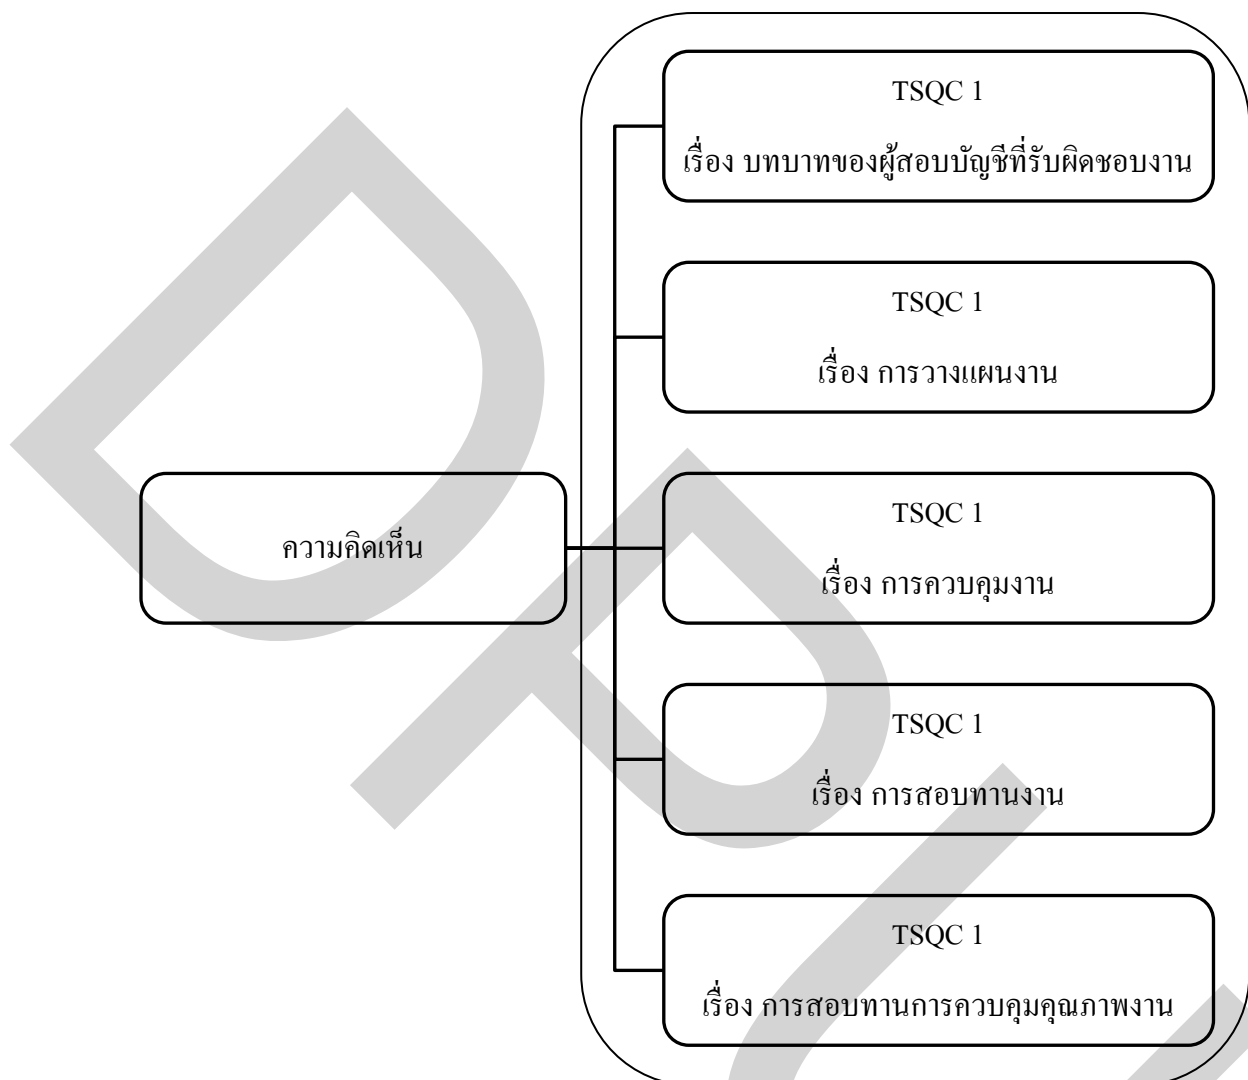 TSQC 1
เรื่อง บทบาทของผู้สอบบัญชีที่รับผิดชอบงาน
TSQC 1
เรื่อง การวางแผนงาน
ความคิดเห็น
TSQC 1
เรื่อง การควบคุมงาน
TSQC 1
เรื่อง การสอบทานงาน
TSQC 1
เรื่อง การสอบทานการควบคุมคุณภาพงาน